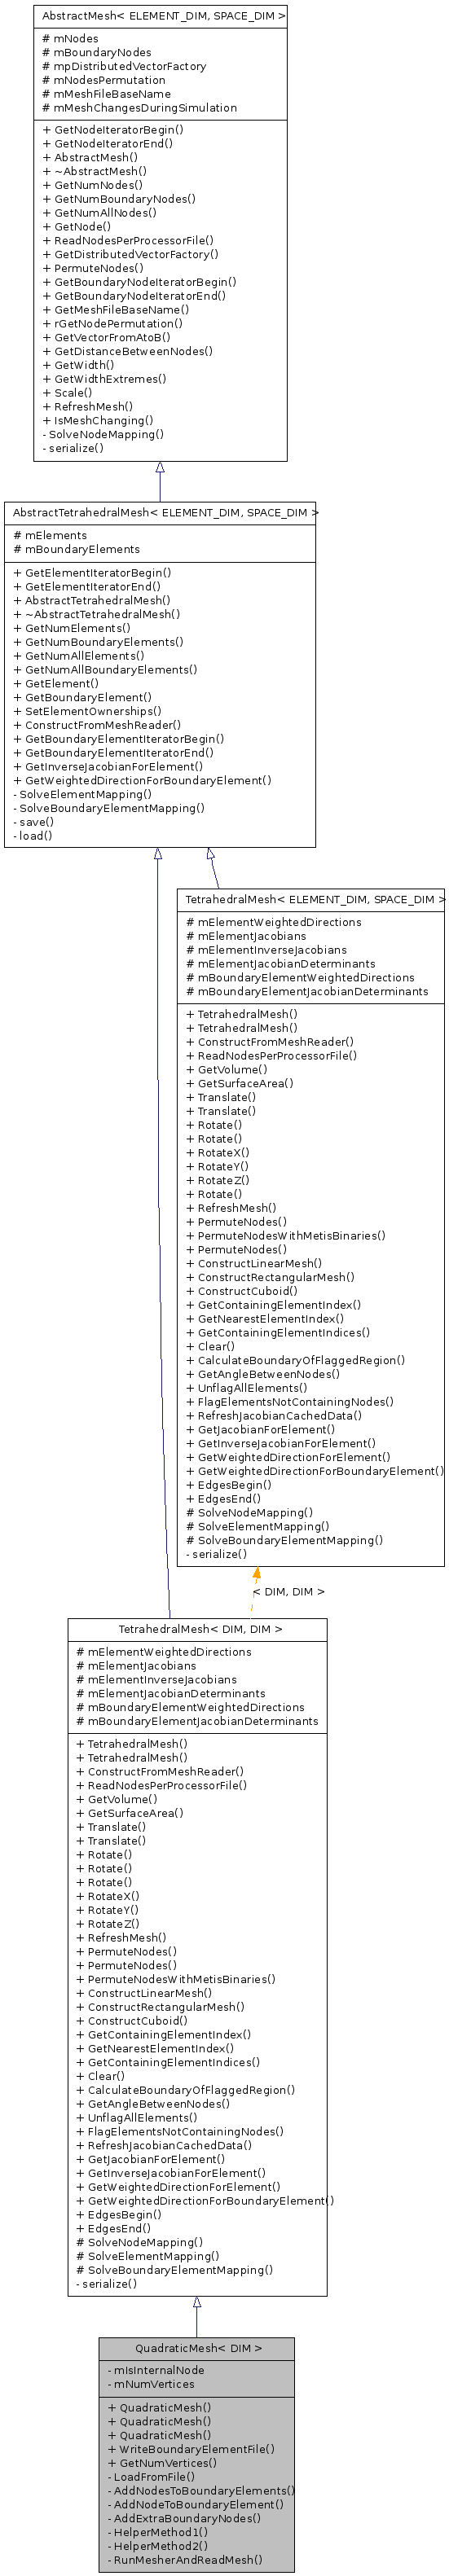 AbstractMesh< ELEMENT_DIM, SPACE_DIM >
# mNodes
# mBoundaryNodes
# mpDistributedVectorFactory
# mNodesPermutation
# mMeshFileBaseName
# mMeshChangesDuringSimulation
+ GetNodeIteratorBegin()
+ GetNodeIteratorEnd()
+ AbstractMesh()
+ ~AbstractMesh()
+ GetNumNodes()
+ GetNumBoundaryNodes()
+ GetNumAllNodes()
+ GetNode()
+ ReadNodesPerProcessorFile()
+ GetDistributedVectorFactory()
+ PermuteNodes()
+ GetBoundaryNodeIteratorBegin()
+ GetBoundaryNodeIteratorEnd()
+ GetMeshFileBaseName()
+ rGetNodePermutation()
+ GetVectorFromAtoB()
+ GetDistanceBetweenNodes()
+ GetWidth()
+ GetWidthExtremes()
+ Scale()
+ RefreshMesh()
+ IsMeshChanging()
- SolveNodeMapping()
- serialize()
AbstractTetrahedralMesh< ELEMENT_DIM, SPACE_DIM >
# mElements
# mBoundaryElements
+ GetElementIteratorBegin()
+ GetElementIteratorEnd()
+ AbstractTetrahedralMesh()
+ ~AbstractTetrahedralMesh()
+ GetNumElements()
+ GetNumBoundaryElements()
+ GetNumAllElements()
+ GetNumAllBoundaryElements()
+ GetElement()
+ GetBoundaryElement()
+ SetElementOwnerships()
+ ConstructFromMeshReader()
+ GetBoundaryElementIteratorBegin()
+ GetBoundaryElementIteratorEnd()
+ GetInverseJacobianForElement()
+ GetWeightedDirectionForBoundaryElement()
- SolveElementMapping()
- SolveBoundaryElementMapping()
- save()
- load()
TetrahedralMesh< ELEMENT_DIM, SPACE_DIM >
# mElementWeightedDirections
# mElementJacobians
# mElementInverseJacobians
# mElementJacobianDeterminants
# mBoundaryElementWeightedDirections
# mBoundaryElementJacobianDeterminants
+ TetrahedralMesh()
+ TetrahedralMesh()
+ ConstructFromMeshReader()
+ ReadNodesPerProcessorFile()
+ GetVolume()
+ GetSurfaceArea()
+ Translate()
+ Translate()
+ Rotate()
+ Rotate()
+ RotateX()
+ RotateY()
+ RotateZ()
+ Rotate()
+ RefreshMesh()
+ PermuteNodes()
+ PermuteNodesWithMetisBinaries()
+ PermuteNodes()
+ ConstructLinearMesh()
+ ConstructRectangularMesh()
+ ConstructCuboid()
+ GetContainingElementIndex()
+ GetNearestElementIndex()
+ GetContainingElementIndices()
+ Clear()
+ CalculateBoundaryOfFlaggedRegion()
+ GetAngleBetweenNodes()
+ UnflagAllElements()
+ FlagElementsNotContainingNodes()
+ RefreshJacobianCachedData()
+ GetJacobianForElement()
+ GetInverseJacobianForElement()
+ GetWeightedDirectionForElement()
+ GetWeightedDirectionForBoundaryElement()
+ EdgesBegin()
+ EdgesEnd()
# SolveNodeMapping()
# SolveElementMapping()
# SolveBoundaryElementMapping()
- serialize()
< DIM, DIM >
TetrahedralMesh< DIM, DIM >
# mElementWeightedDirections
# mElementJacobians
# mElementInverseJacobians
# mElementJacobianDeterminants
# mBoundaryElementWeightedDirections
# mBoundaryElementJacobianDeterminants
+ TetrahedralMesh()
+ TetrahedralMesh()
+ ConstructFromMeshReader()
+ ReadNodesPerProcessorFile()
+ GetVolume()
+ GetSurfaceArea()
+ Translate()
+ Translate()
+ Rotate()
+ Rotate()
+ Rotate()
+ RotateX()
+ RotateY()
+ RotateZ()
+ RefreshMesh()
+ PermuteNodes()
+ PermuteNodes()
+ PermuteNodesWithMetisBinaries()
+ ConstructLinearMesh()
+ ConstructRectangularMesh()
+ ConstructCuboid()
+ GetContainingElementIndex()
+ GetNearestElementIndex()
+ GetContainingElementIndices()
+ Clear()
+ CalculateBoundaryOfFlaggedRegion()
+ GetAngleBetweenNodes()
+ UnflagAllElements()
+ FlagElementsNotContainingNodes()
+ RefreshJacobianCachedData()
+ GetJacobianForElement()
+ GetInverseJacobianForElement()
+ GetWeightedDirectionForElement()
+ GetWeightedDirectionForBoundaryElement()
+ EdgesBegin()
+ EdgesEnd()
# SolveNodeMapping()
# SolveElementMapping()
# SolveBoundaryElementMapping()
- serialize()
QuadraticMesh< DIM >
- mIsInternalNode
- mNumVertices
+ QuadraticMesh()
+ QuadraticMesh()
+ QuadraticMesh()
+ WriteBoundaryElementFile()
+ GetNumVertices()
- LoadFromFile()
- AddNodesToBoundaryElements()
- AddNodeToBoundaryElement()
- AddExtraBoundaryNodes()
- HelperMethod1()
- HelperMethod2()
- RunMesherAndReadMesh()